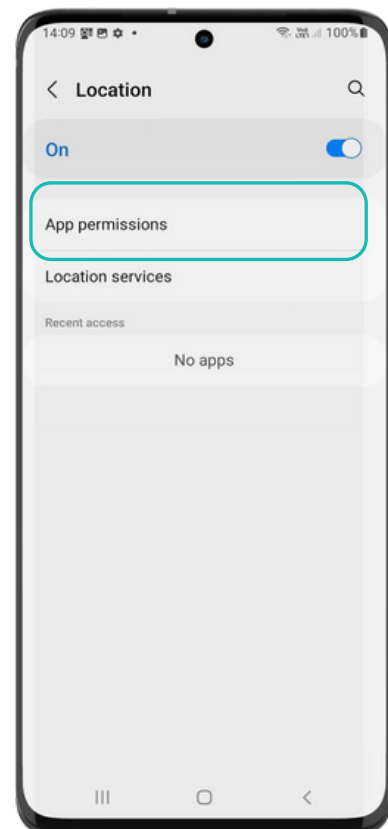 14:09 100%
Location
On
App permissions
Location services
Recent access
No apps